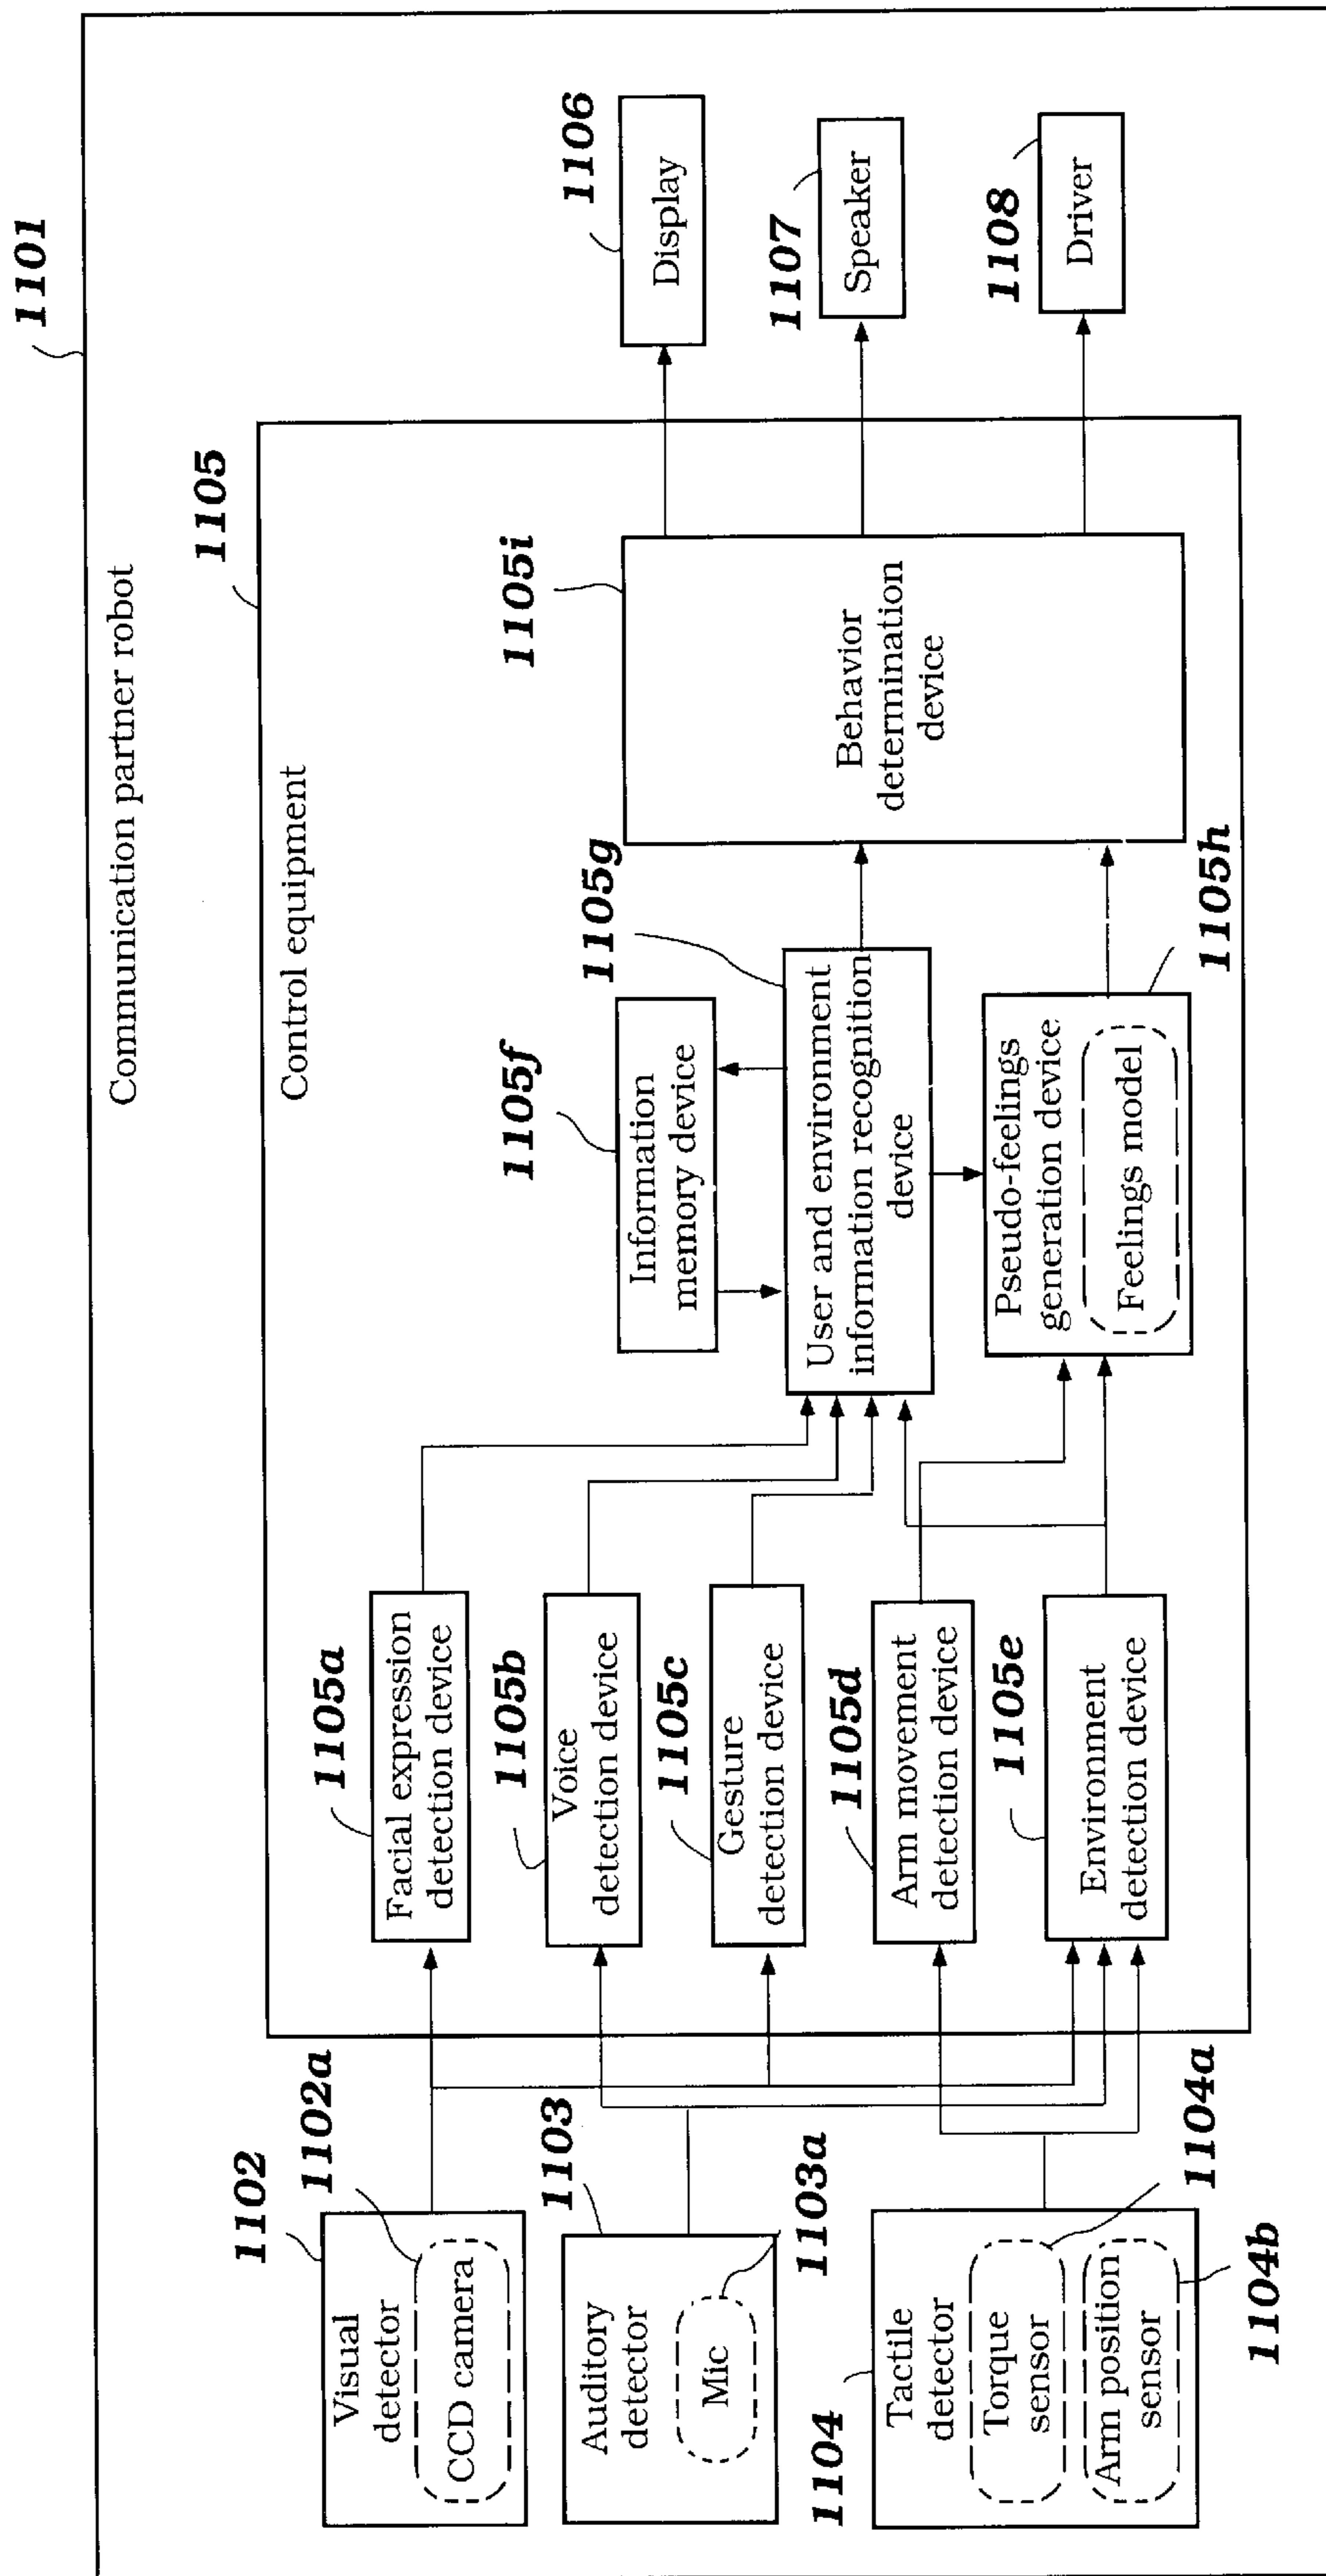 1101
Communication partner robot
1105
Control equipment
1102
Visual
detector
1102a
CCD camera
1103
Auditory
detector
1103a
Mic
1104
Tactile
detector
1104a
Torque
sensor
1104b
Arm position
sensor
1105a
Facial expression
detection device
1105b
Voice
detection device
1105c
Gesture
detection device
1105d
Arm movement
detection device
1105e
Environment
detection device
1105f
Information
memory device
1105g
User and environment
information recognition
device
1105h
Pseudo-feelings
generation device
Feelings model
1105i
Behavior
determination
device
1106
Display
1107
Speaker
1108
Driver